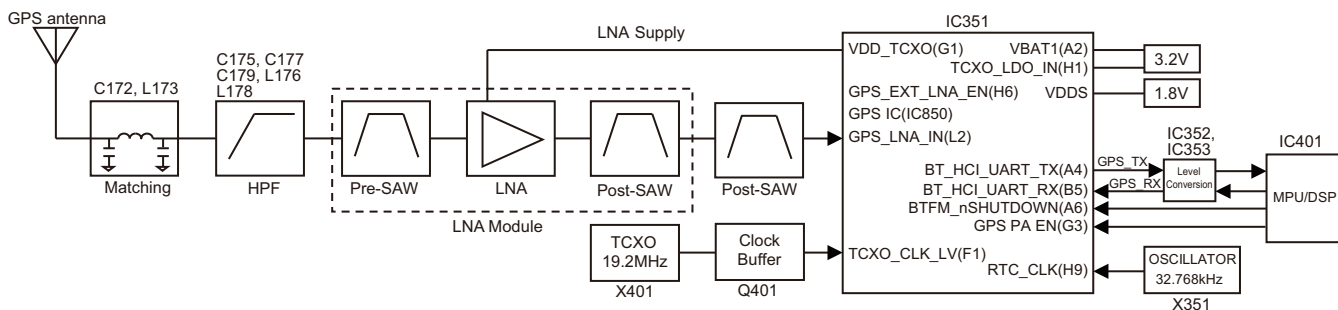 GPS antenna
C172, L173
Matching
C175, C177
C179, L176
L178
HPF
Pre-SAW
LNA
Post-SAW
LNA Module
LNA Supply
Post-SAW
TCXO
19.2MHz
X401
Clock
Buffer
Q401
IC351
VDD_TCXO(G1)
GPS_EXT_LNA_EN(H6)
GPS IC(IC850)
GPS_LNA_IN(L2)
TCXO_CLK_LV(F1)
VBAT1(A2)
TCXO_LDO_IN(H1)
VDDS
BT_HCI_UART_TX(A4)
BT_HCI_UART_RX(B5)
BTFM_nSHUTDOWN(A6)
GPS PA EN(G3)
RTC_CLK(H9)
3.2V
1.8V
GPS_TX
GPS_RX
IC352,
IC353
Level
Conversion
IC401
MPU/DSP
OSCILLATOR
32.768kHz
X351